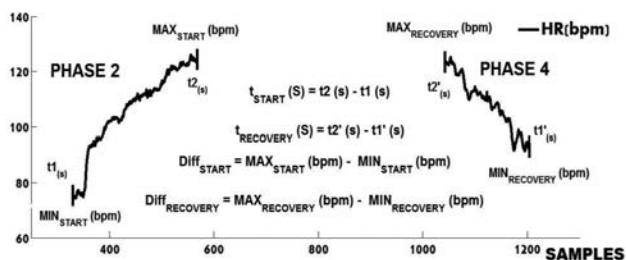 140
120
100
80
60
400
600
800
1000
1200
SAMPLES
PHASE 2
MAX_START (bpm)
t2_(s)
t1_(s)
MIN_START (bpm)
t_START (S) = t2 (s) - t1 (s)
t_RECOVERY (S) = t2' (s) - t1' (s)
Diff_START = MAX_START (bpm) - MIN_START (bpm)
Diff_RECOVERY = MAX_RECOVERY (bpm) - MIN_RECOVERY (bpm)
MAX_RECOVERY (bpm)
HR(bpm)
PHASE 4
t2'_(s)
t1'_(s)
MIN_RECOVERY (bpm)